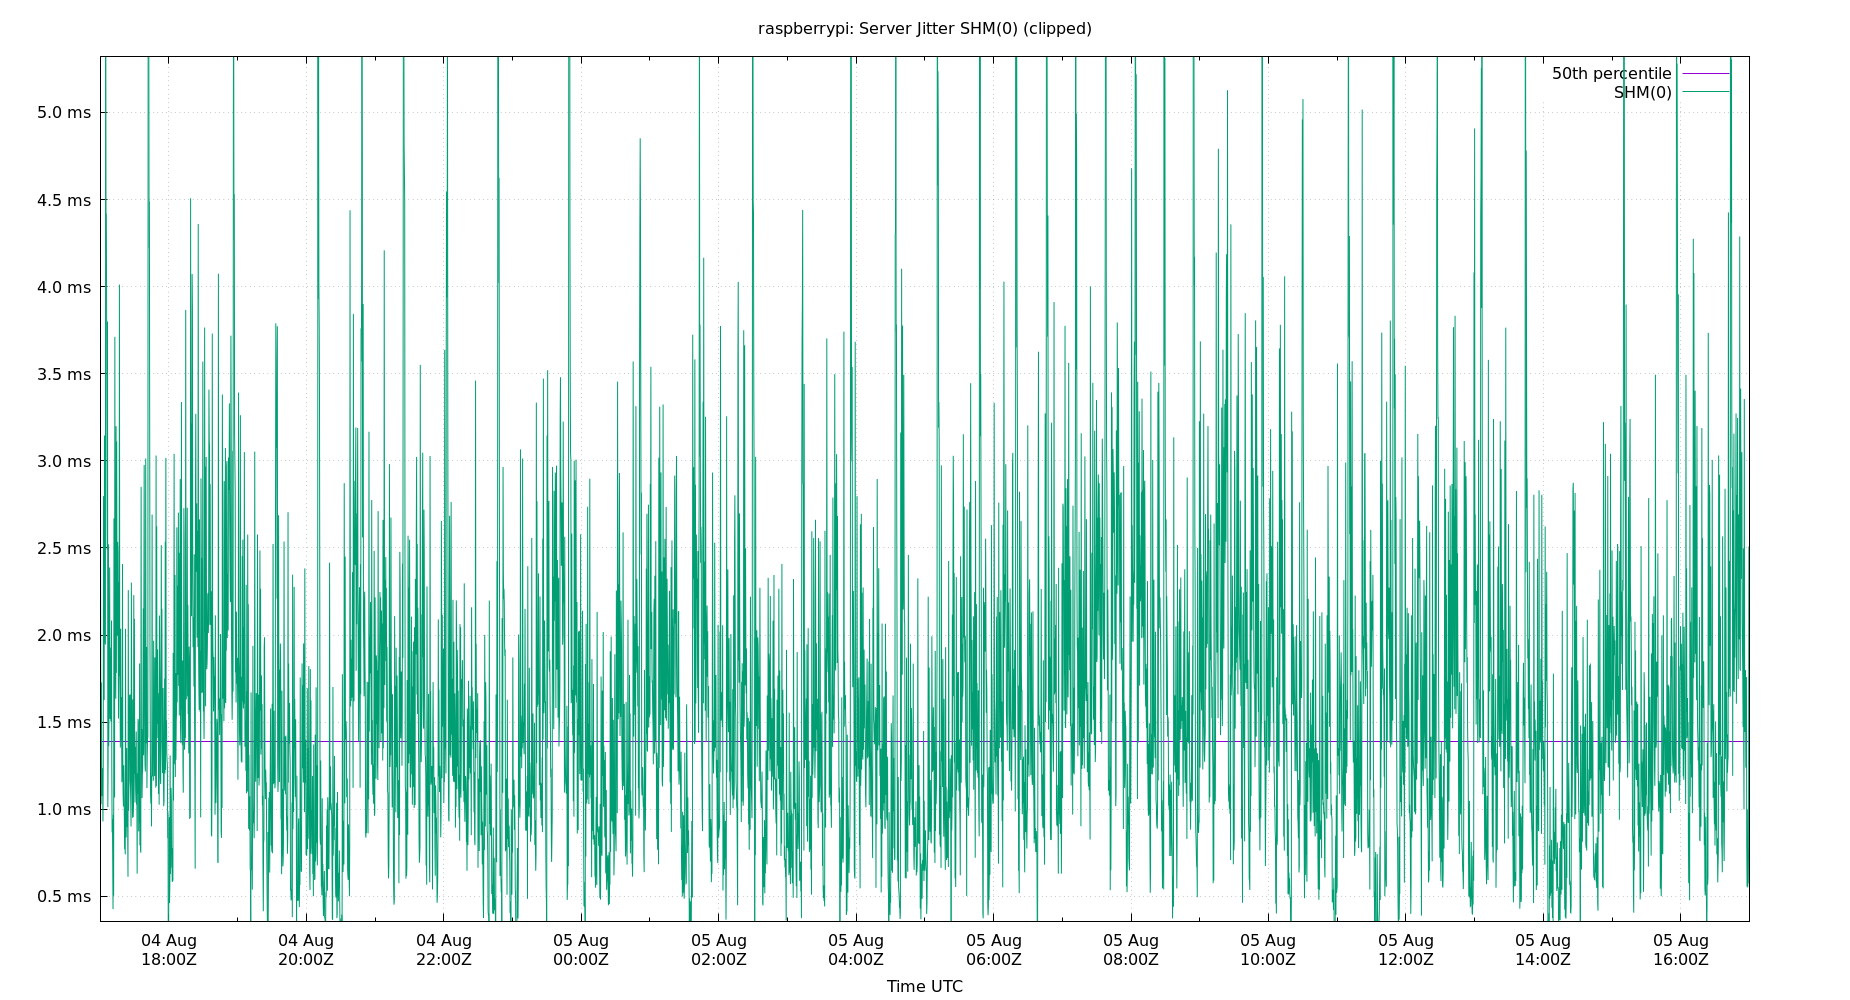 raspberrypi: Server Jitter SHM(0) (clipped)
50th percentile
SHM(0)
5.0 ms
4.5 ms
4.0 ms
3.5 ms
3.0 ms
2.5 ms
2.0 ms
1.5 ms
1.0 ms
0.5 ms
04 Aug 04 Aug 04 Aug 05 Aug 05 Aug 05 Aug 05 Aug 05 Aug 05 Aug 05 Aug 05 Aug 05 Aug
18:00Z 20:00Z 22:00Z 00:00Z 02:00Z 04:00Z 06:00Z 08:00Z 10:00Z 12:00Z 14:00Z 16:00Z
Time UTC